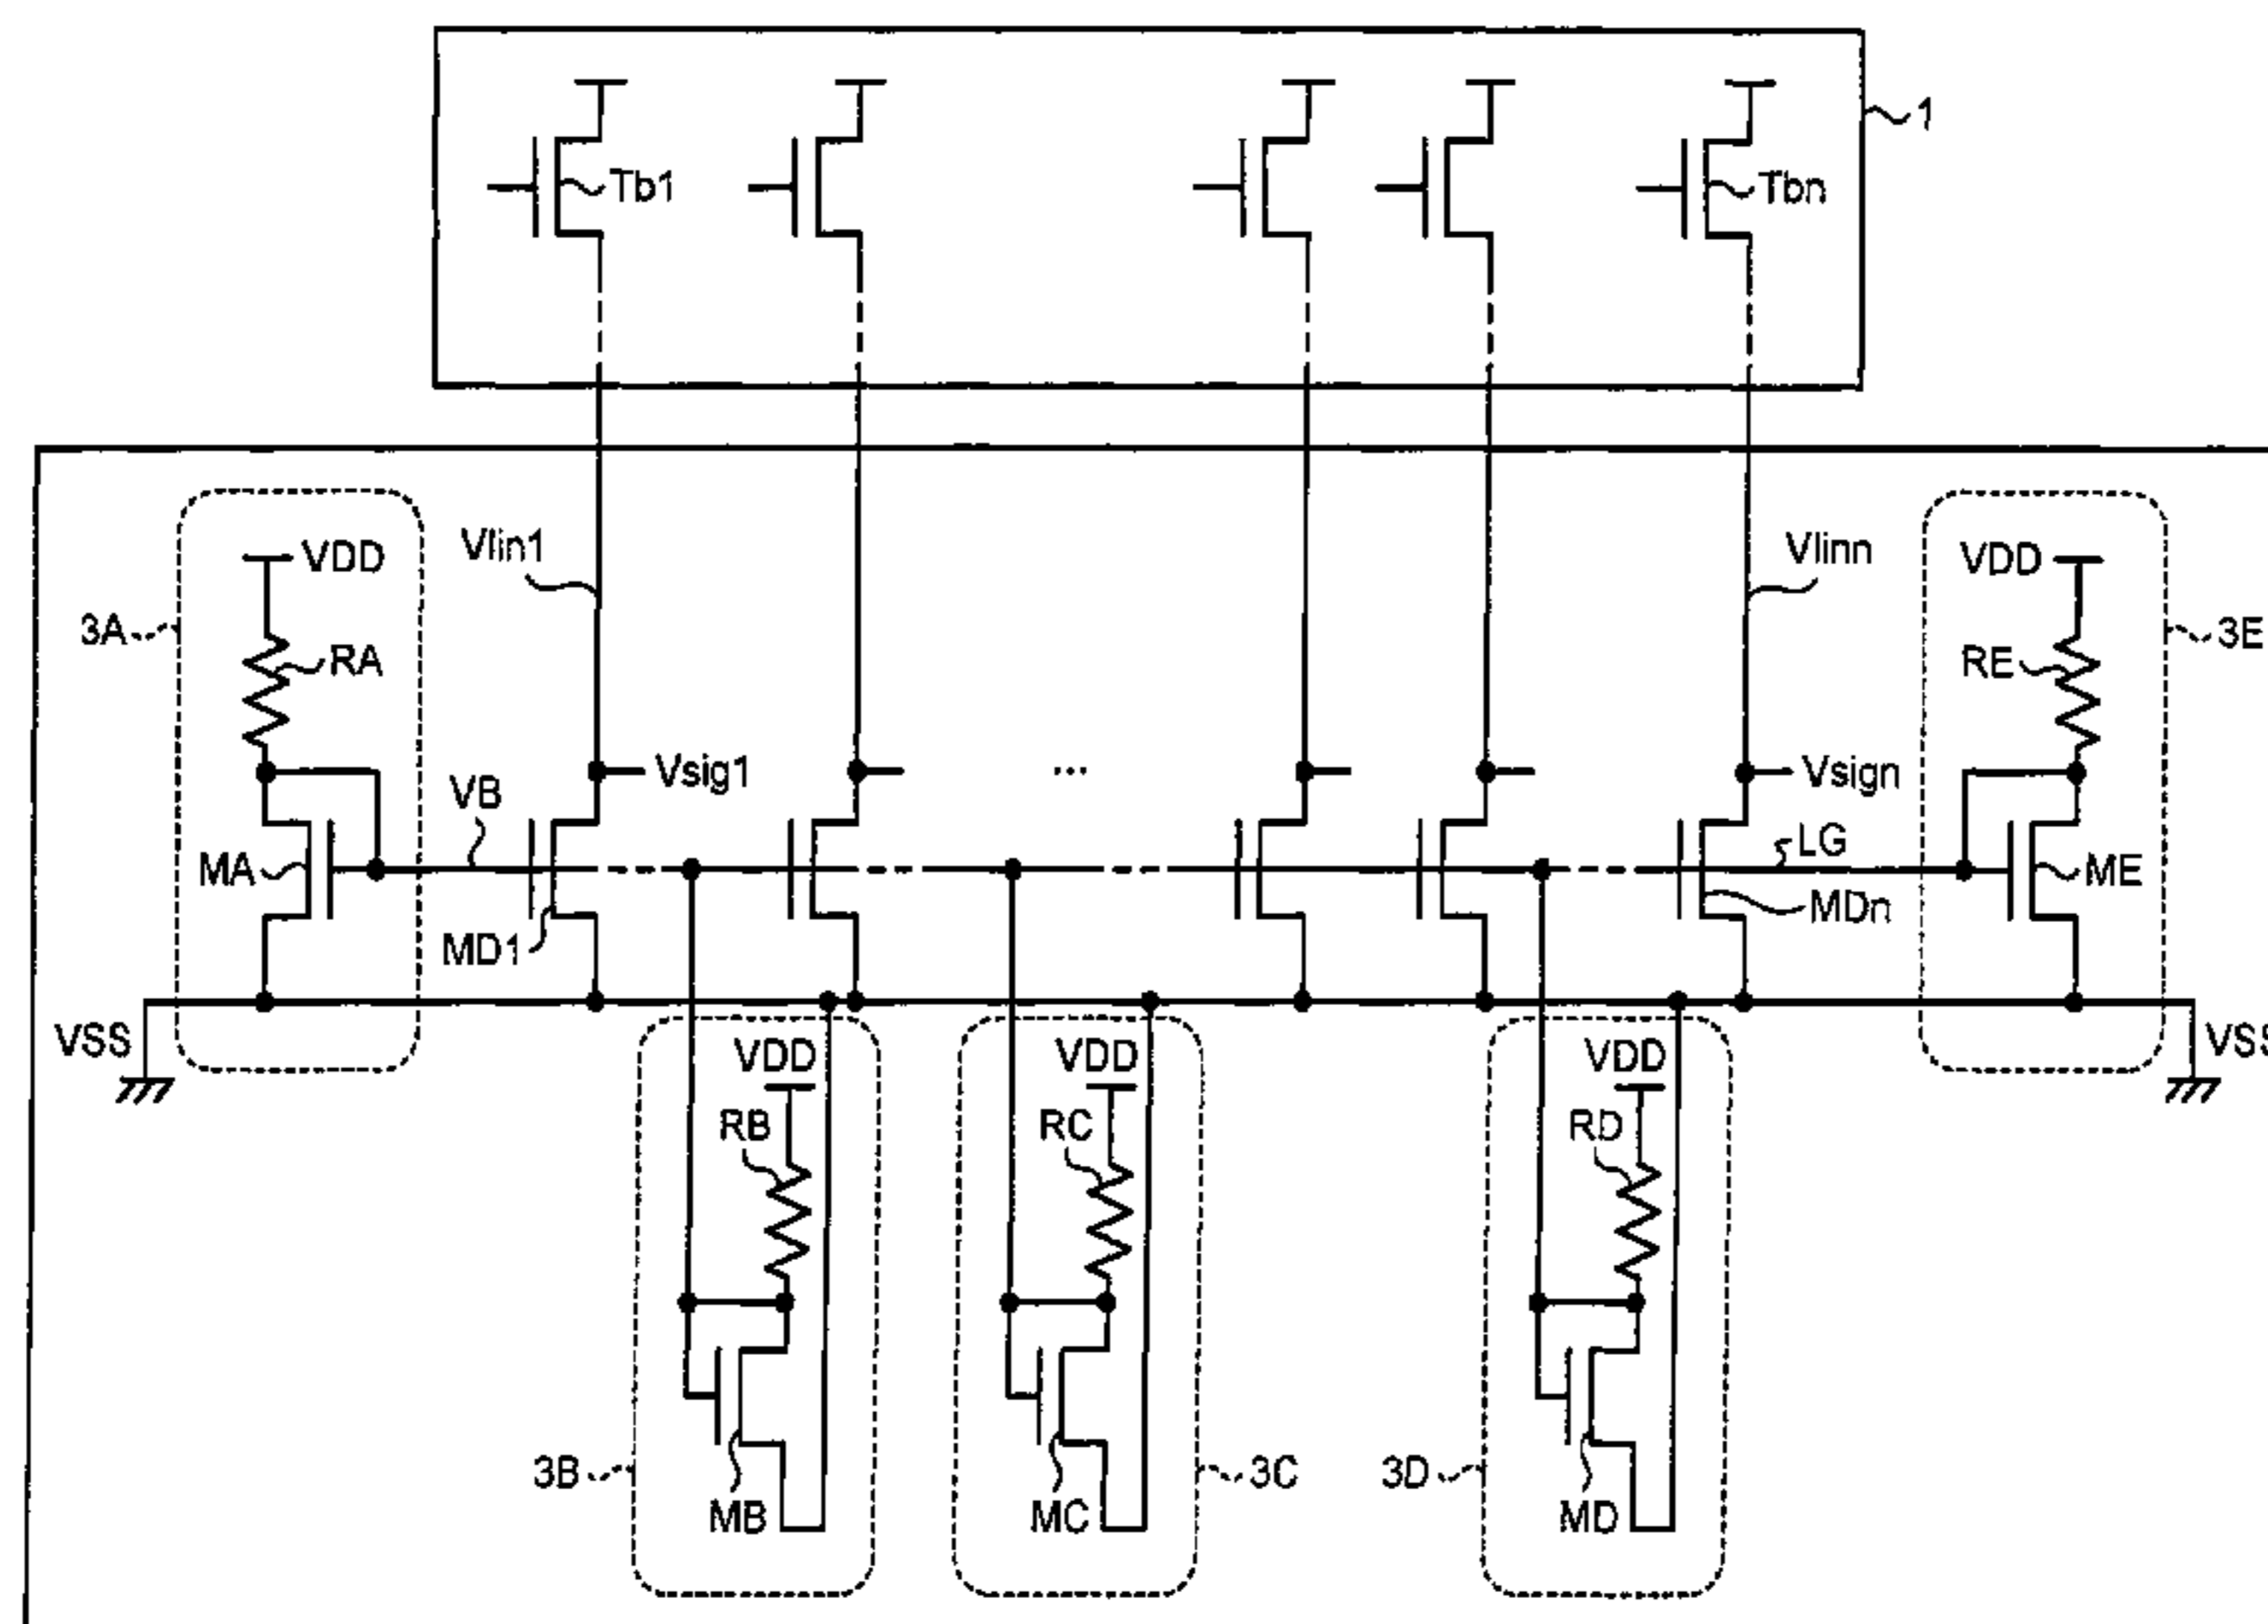 1
Tb1
Tbn
Vlin1
Vlinn
VDD
VDD
3A
RA
RE
3E
Vsig1
...
Vsign
VB
LG
MA
ME
MD1
MDn
VSS
VDD
VDD
VDD
RB
RC
RD
3B
3C
3D
MB
MC
MD